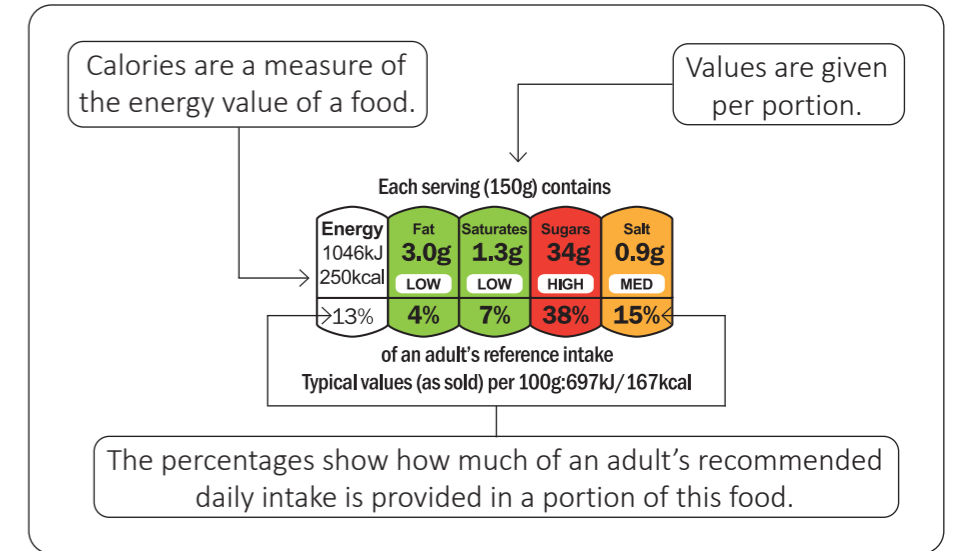 Calories are a measure of
the energy value of a food.
Values are given
per portion.
Each serving (150g) contains
Energy
1046kJ
250kcal
13%
Fat
3.0g
LOW
4%
Saturates
1.3g
LOW
7%
Sugars
34g
HIGH
38%
Salt
0.9g
MED
15%
of an adult's reference intake
Typical values (as sold) per 100g:697kJ/167kcal
The percentages show how much of an adult's recommended
daily intake is provided in a portion of this food.